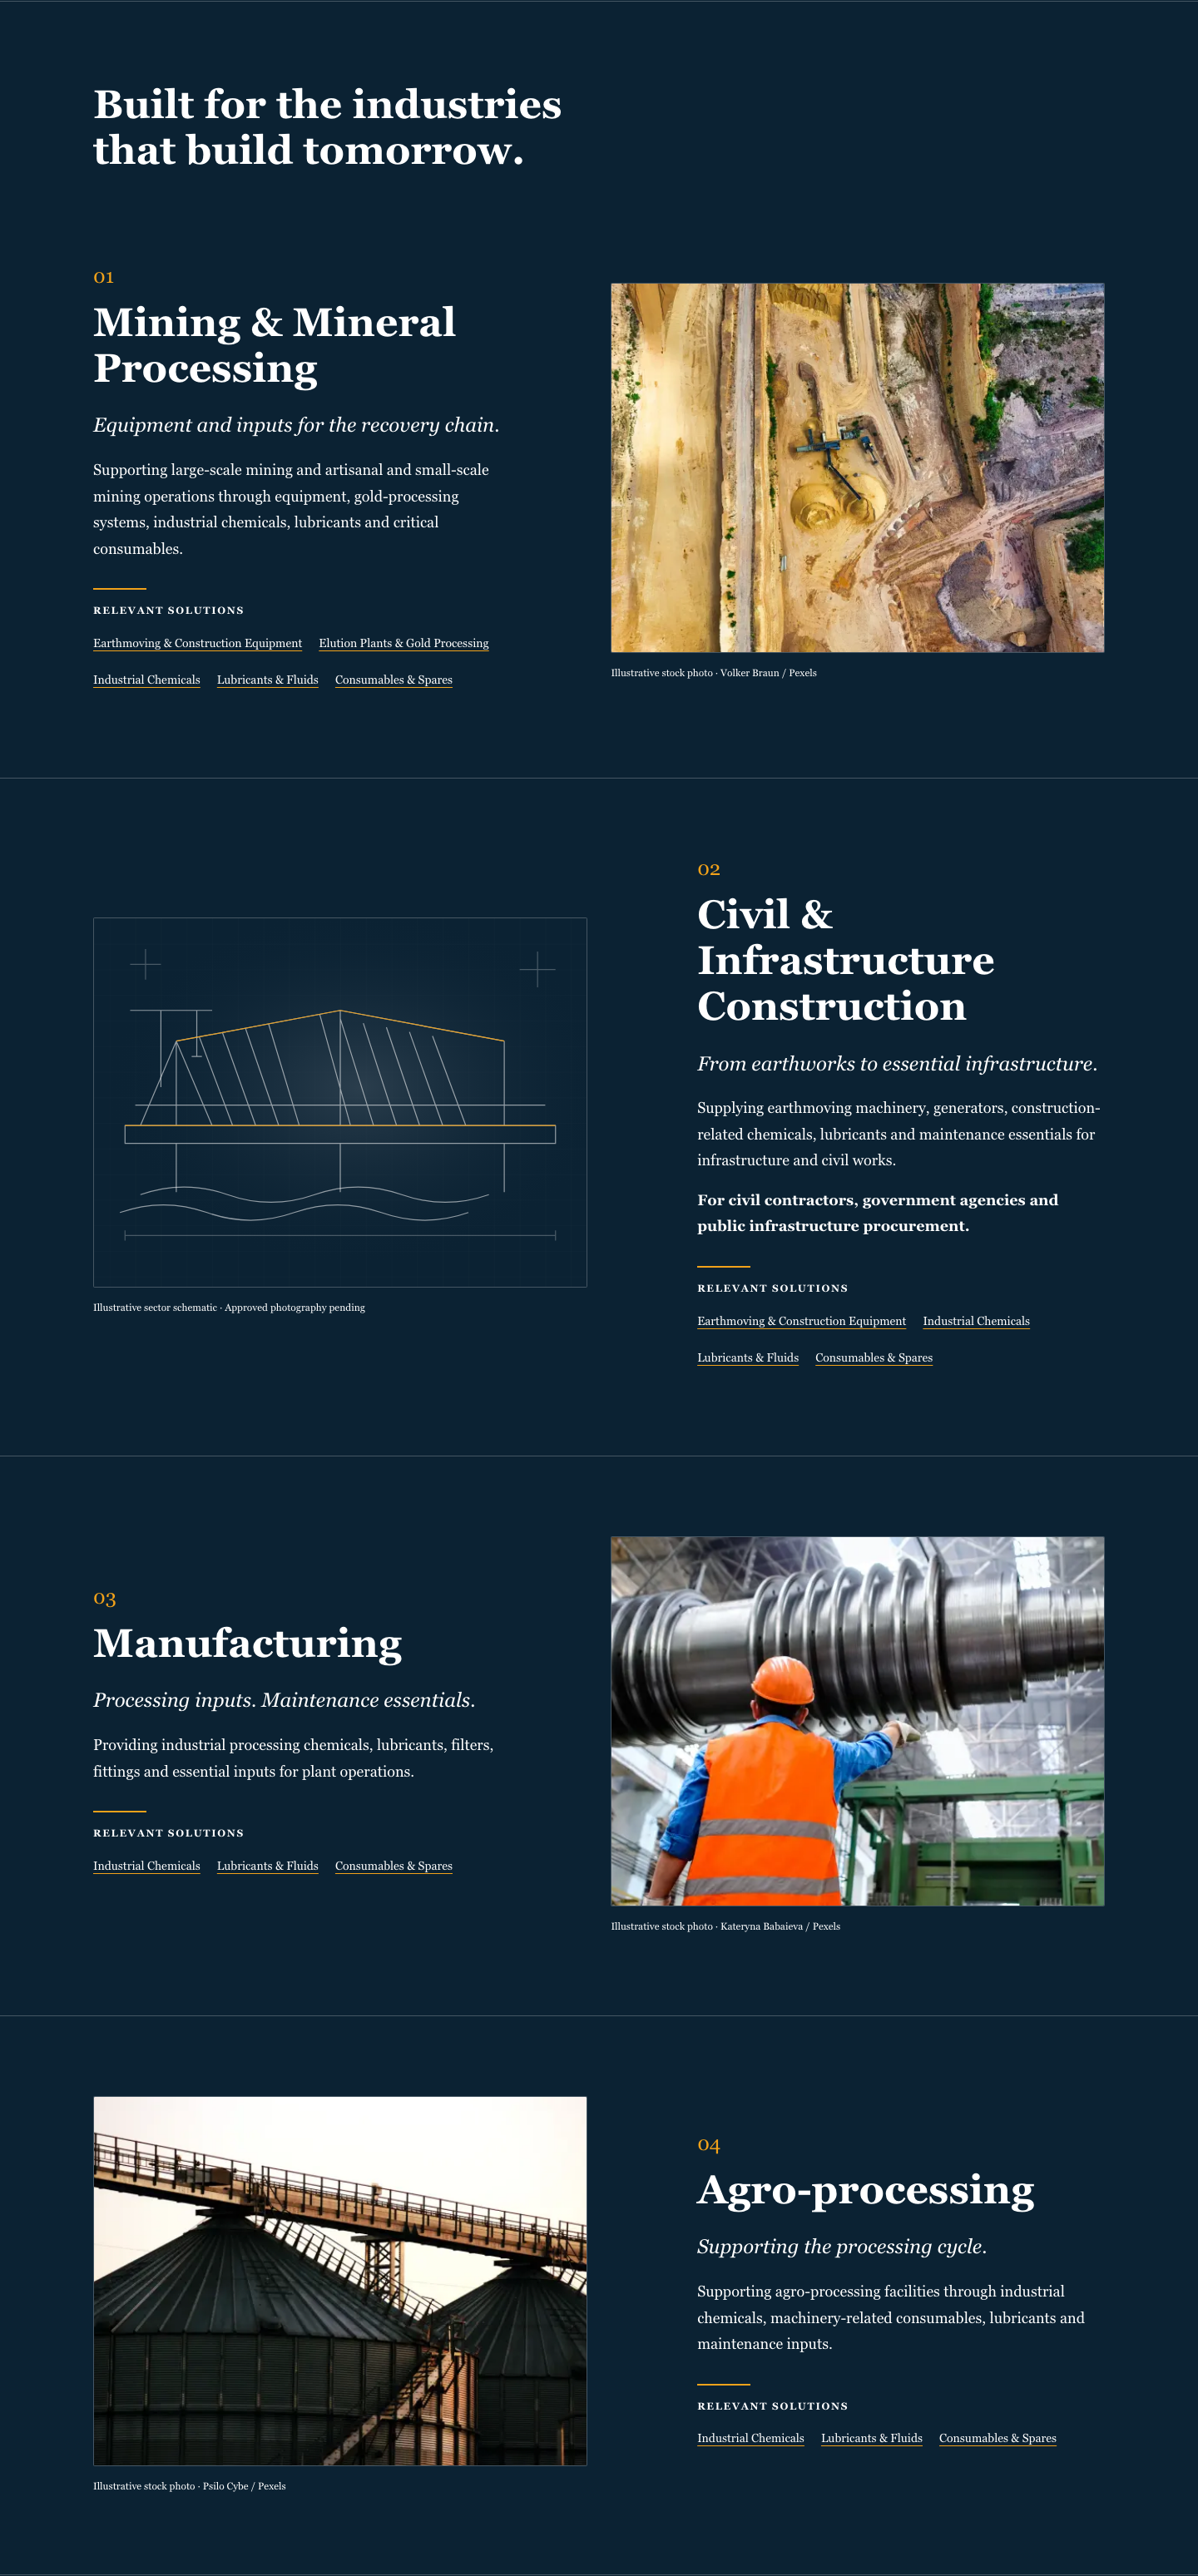 Built for the industries
that build tomorrow.
01
Mining & Mineral
Processing
Equipment and inputs for the recovery chain.
Supporting large-scale mining and artisanal and small-scale
mining operations through equipment, gold-processing
systems, industrial chemicals, lubricants and critical
consumables.
RELEVANT SOLUTIONS
Earthmoving & Construction Equipment Elution Plants & Gold Processing
Industrial Chemicals Lubricants & Fluids Consumables & Spares
Illustrative stock photo · Volker Braun / Pexels
02
Civil &
Infrastructure
Construction
From earthworks to essential infrastructure.
Supplying earthmoving machinery, generators, construction-
related chemicals, lubricants and maintenance essentials for
infrastructure and civil works.
For civil contractors, government agencies and
public infrastructure procurement.
RELEVANT SOLUTIONS
Earthmoving & Construction Equipment Industrial Chemicals
Lubricants & Fluids Consumables & Spares
Illustrative sector schematic · Approved photography pending
03
Manufacturing
Processing inputs. Maintenance essentials.
Providing industrial processing chemicals, lubricants, filters,
fittings and essential inputs for plant operations.
RELEVANT SOLUTIONS
Industrial Chemicals Lubricants & Fluids Consumables & Spares
Illustrative stock photo · Kateryna Babaieva / Pexels
04
Agro-processing
Supporting the processing cycle.
Supporting agro-processing facilities through industrial
chemicals, machinery-related consumables, lubricants and
maintenance inputs.
RELEVANT SOLUTIONS
Industrial Chemicals Lubricants & Fluids Consumables & Spares
Illustrative stock photo · Psilo Cybe / Pexels